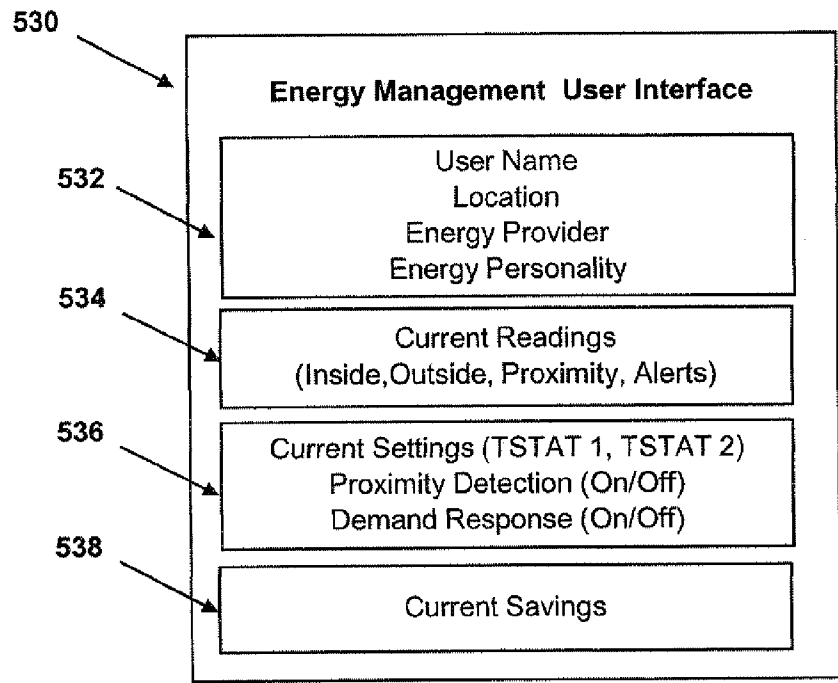 530
Energy Management User Interface
532
User Name
Location
Energy Provider
Energy Personality
534
Current Readings
(Inside,Outside, Proximity, Alerts)
536
Current Settings (TSTAT 1, TSTAT 2)
Proximity Detection (On/Off)
Demand Response (On/Off)
538
Current Savings